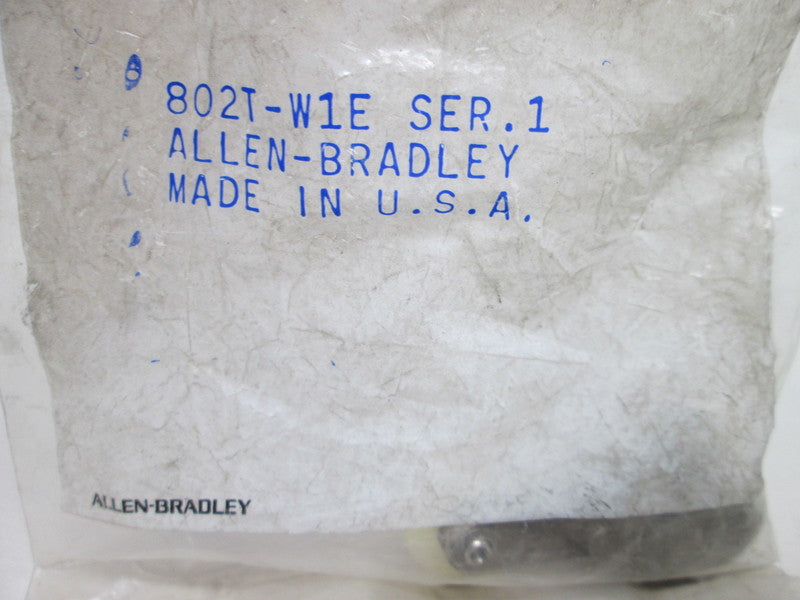 802T-W1E SER.1
ALLEN-BRADLEY
MADE IN U.S.A.
ALLEN-BRADLEY